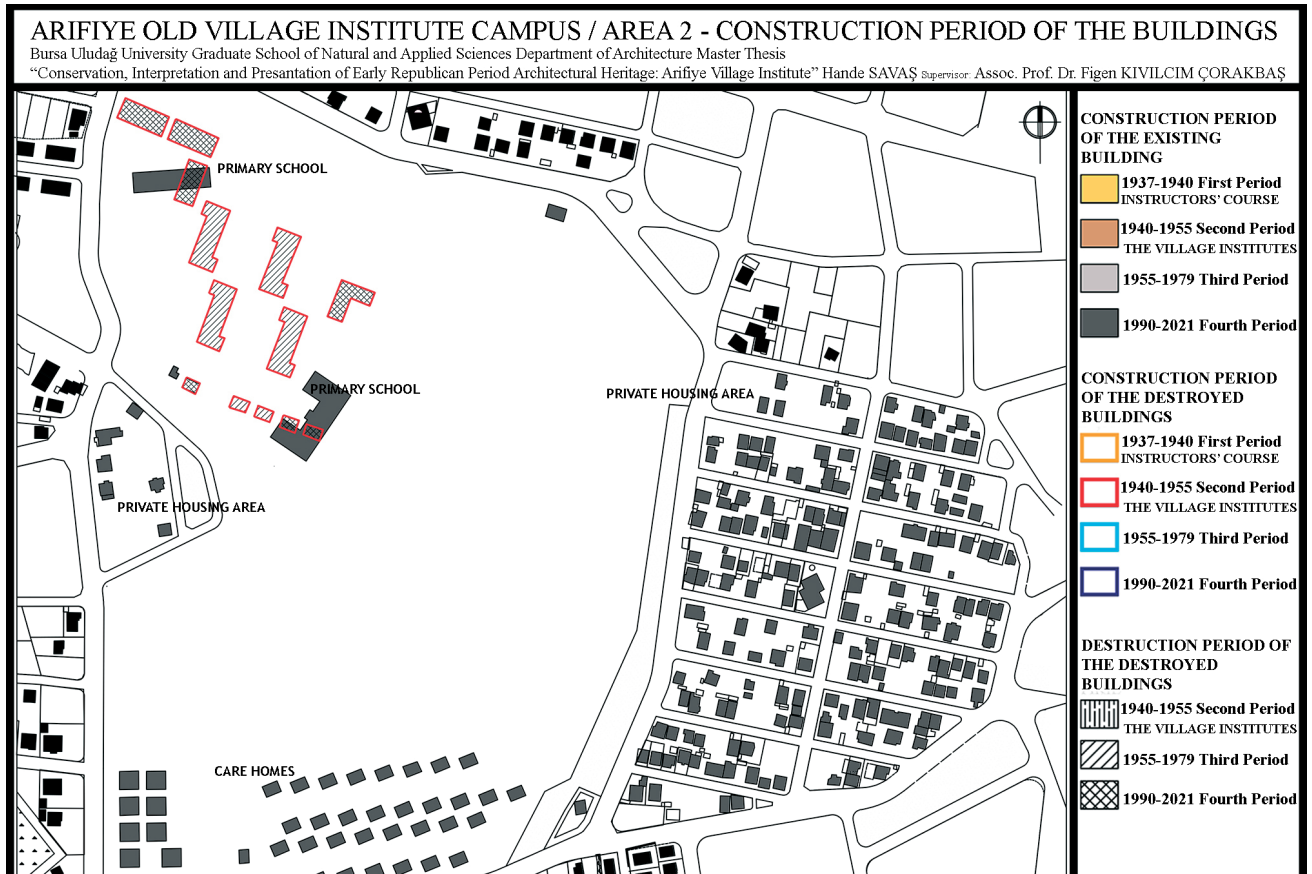 ARIFIYE OLD VILLAGE INSTITUTE CAMPUS / AREA 2 - CONSTRUCTION PERIOD OF THE BUILDINGS
Bursa Uludağ University Graduate School of Natural and Applied Sciences Department of Architecture Master Thesis
“Conservation, Interpretation and Presantation of Early Republican Period Architectural Heritage: Arifiye Village Institute” Hande SAVAŞ Supervisor: Assoc. Prof. Dr. Figen KIVILCIM ÇORAKBAŞ
PRIMARY SCHOOL
PRIMARY SCHOOL
PRIVATE HOUSING AREA
PRIVATE HOUSING AREA
CARE HOMES
CONSTRUCTION PERIOD
OF THE EXISTING
BUILDING
1937-1940 First Period
INSTRUCTORS' COURSE
1940-1955 Second Period
THE VILLAGE INSTITUTES
1955-1979 Third Period
1990-2021 Fourth Period
CONSTRUCTION PERIOD
OF THE DESTROYED
BUILDINGS
1937-1940 First Period
INSTRUCTORS' COURSE
1940-1955 Second Period
THE VILLAGE INSTITUTES
1955-1979 Third Period
1990-2021 Fourth Period
DESTRUCTION PERIOD OF
THE DESTROYED
BUILDINGS
1940-1955 Second Period
THE VILLAGE INSTITUTES
1955-1979 Third Period
1990-2021 Fourth Period